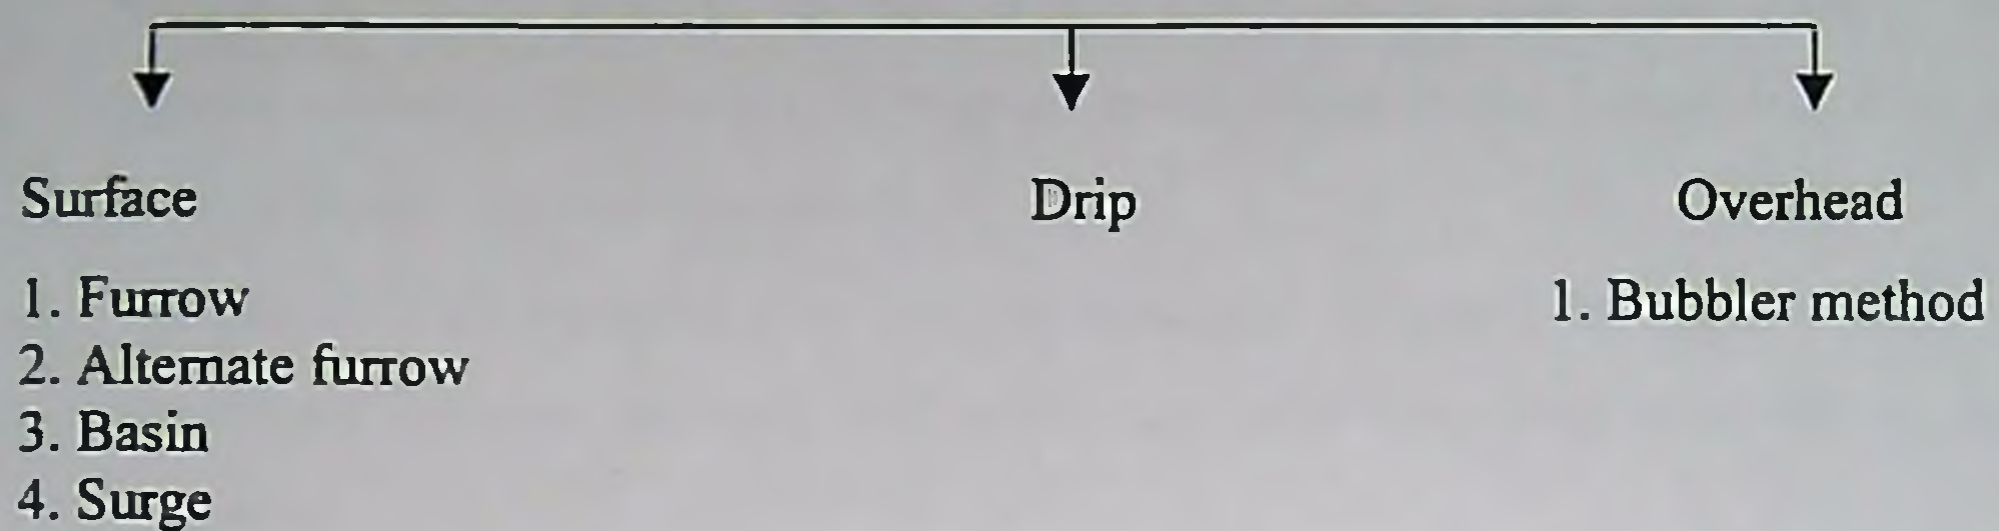 Surface Drip Overhead
1. Furrow 1. Bubbler method
2. Alternate furrow
3. Basin
4. Surge